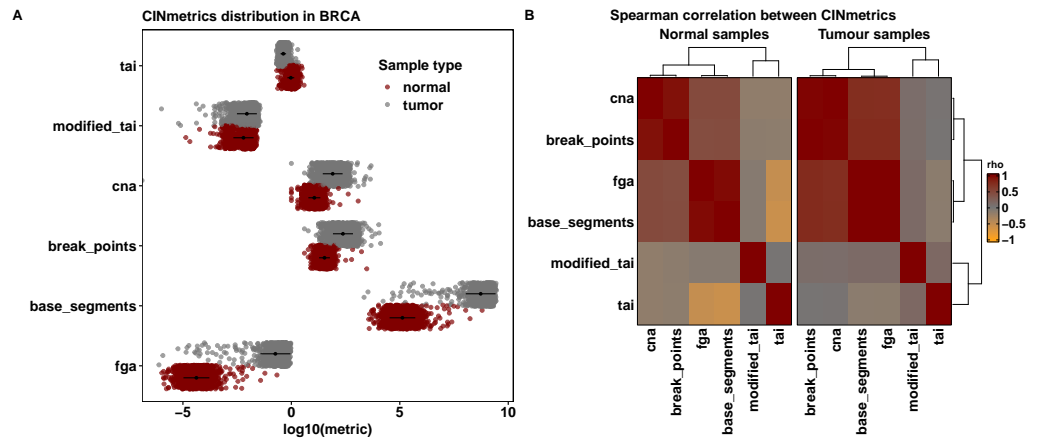 A
CINmetrics distribution in BRCA
tai
modified_tai
cna
break_points
base_segments
fga
Sample type
normal
tumor
−5
0
5
10
log10(metric)
B
Spearman correlation between CINmetrics
Normal samples
Tumour samples
cna
break_points
fga
base_segments
modified_tai
tai
rho
1
0.5
0
−0.5
−1
cna
break_points
fga
base_segments
modified_tai
tai
break_points
cna
base_segments
fga
modified_tai
tai